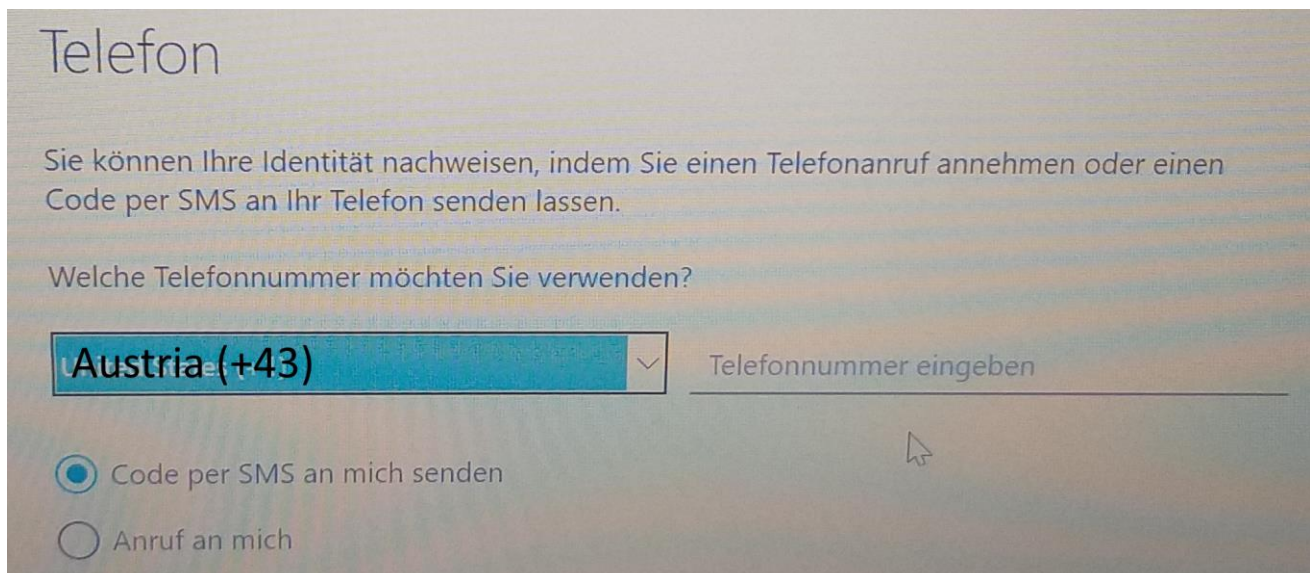 Telefon
Sie können Ihre Identität nachweisen, indem Sie einen Telefonanruf annehmen oder einen
Code per SMS an Ihr Telefon senden lassen.
Welche Telefonnummer möchten Sie verwenden?
Austria (+43)
Telefonnummer eingeben
Code per SMS an mich senden
Anruf an mich